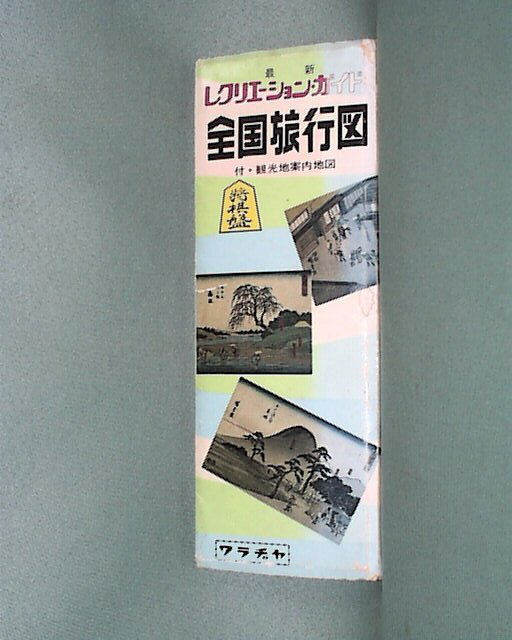 最新
レクリエーション・ガイド
全国旅行図
付・観光地案内地図
将棋盤
ワラヂヤ